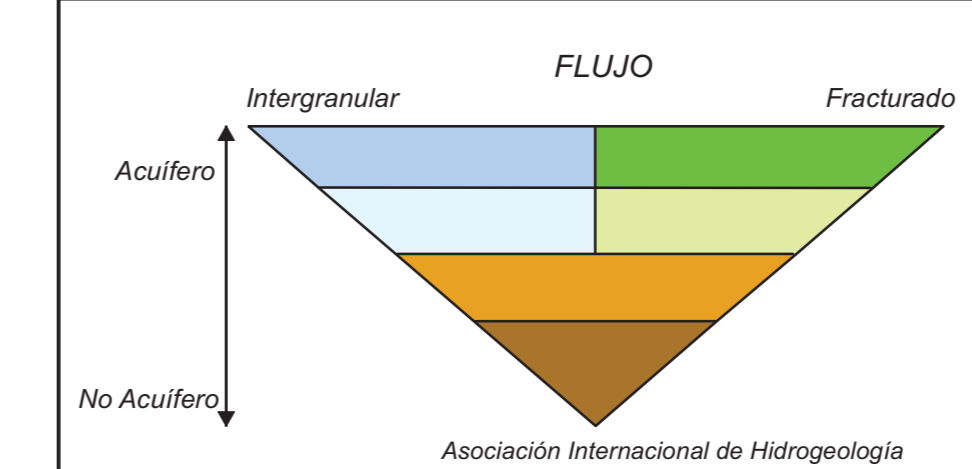 FLUJO
Intergranular
Fracturado
Acuífero
No Acuífero
Asociación Internacional de Hidrogeología